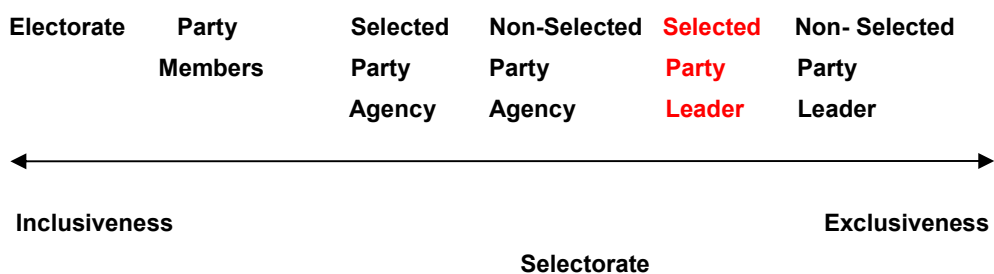 Electorate Party Selected Non-Selected Selected Non- Selected
Members Party Party Party Party
Agency Agency Leader Leader
Inclusiveness Exclusiveness
Selectorate